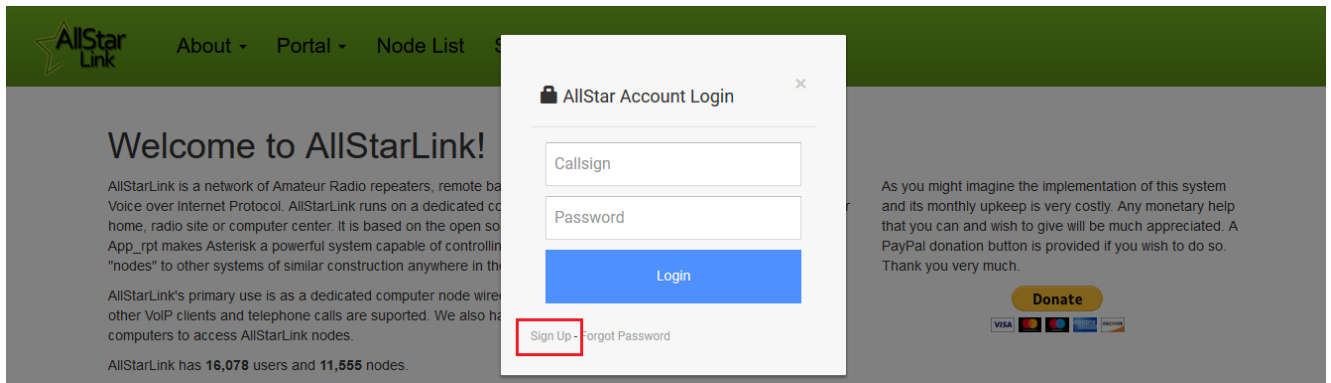 AllStar
Link
About
Portal
Node List
S
AllStar Account Login
×
Callsign
Password
Login
Sign Up - Forgot Password
Welcome to AllStarLink!
AllStarLink is a network of Amateur Radio repeaters, remote ba
Voice over Internet Protocol. AllStarLink runs on a dedicated co
home, radio site or computer center. It is based on the open so
App_rpt makes Asterisk a powerful system capable of controllin
"nodes" to other systems of similar construction anywhere in th
AllStarLink's primary use is as a dedicated computer node wire
other VoIP clients and telephone calls are suported. We also ha
computers to access AllStarLink nodes.
AllStarLink has 16,078 users and 11,555 nodes.
r
As you might imagine the implementation of this system
and its monthly upkeep is very costly. Any monetary help
that you can and wish to give will be much appreciated. A
PayPal donation button is provided if you wish to do so.
Thank you very much.
Donate
VISA